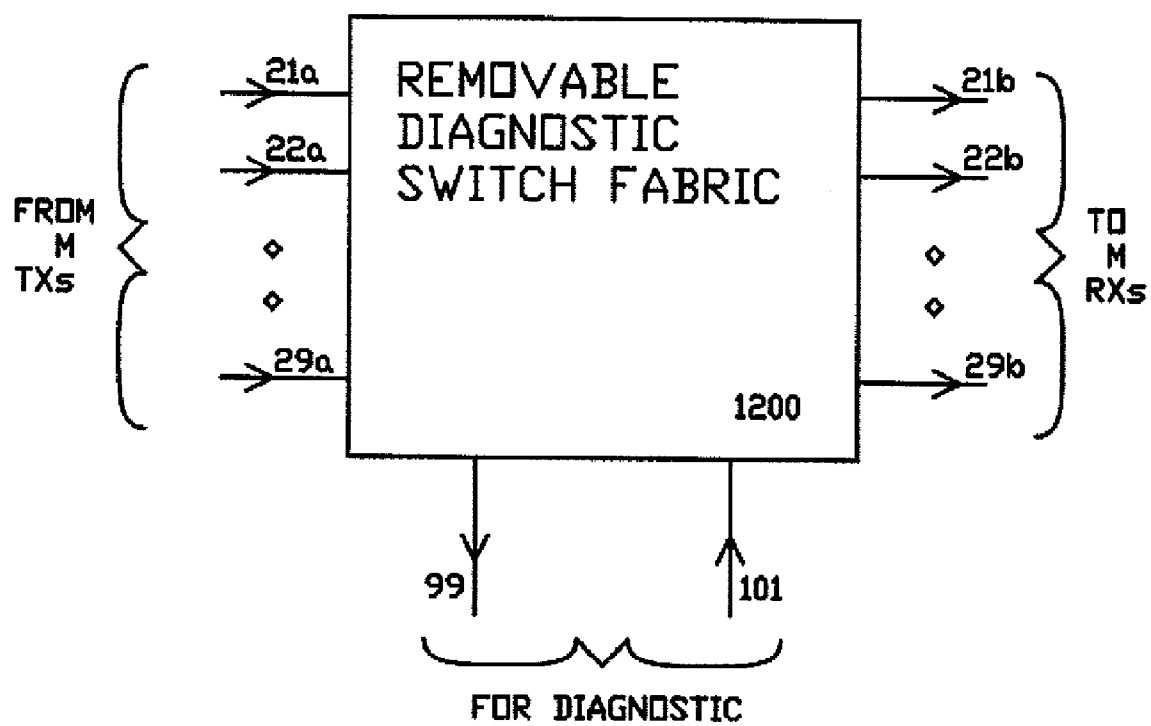 21a
REMOVABLE
21b
DIAGNOSTIC
22a
22b
SWITCH FABRIC
FROM
M
TXs
TO
M
RXs
29a
29b
1200
99
101
FOR DIAGNOSTIC